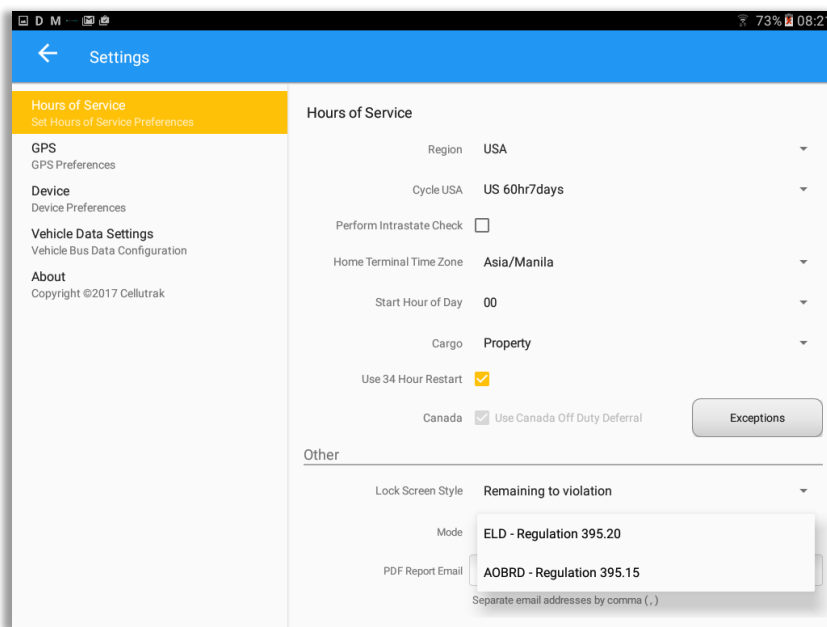 D M 73% 08:21
Settings
Hours of Service
Set Hours of Service Preferences
GPS
GPS Preferences
Device
Device Preferences
Vehicle Data Settings
Vehicle Bus Data Configuration
About
Copyright ©2017 Cellutrak
Hours of Service
Region USA
Cycle USA US 60hr7days
Perform Intrastate Check
Home Terminal Time Zone Asia/Manila
Start Hour of Day 00
Cargo Property
Use 34 Hour Restart
Canada Use Canada Off Duty Deferral Exceptions
Other
Lock Screen Style Remaining to violation
Mode ELD - Regulation 395.20
PDF Report Email AOBRD - Regulation 395.15
Separate email addresses by comma ( , )